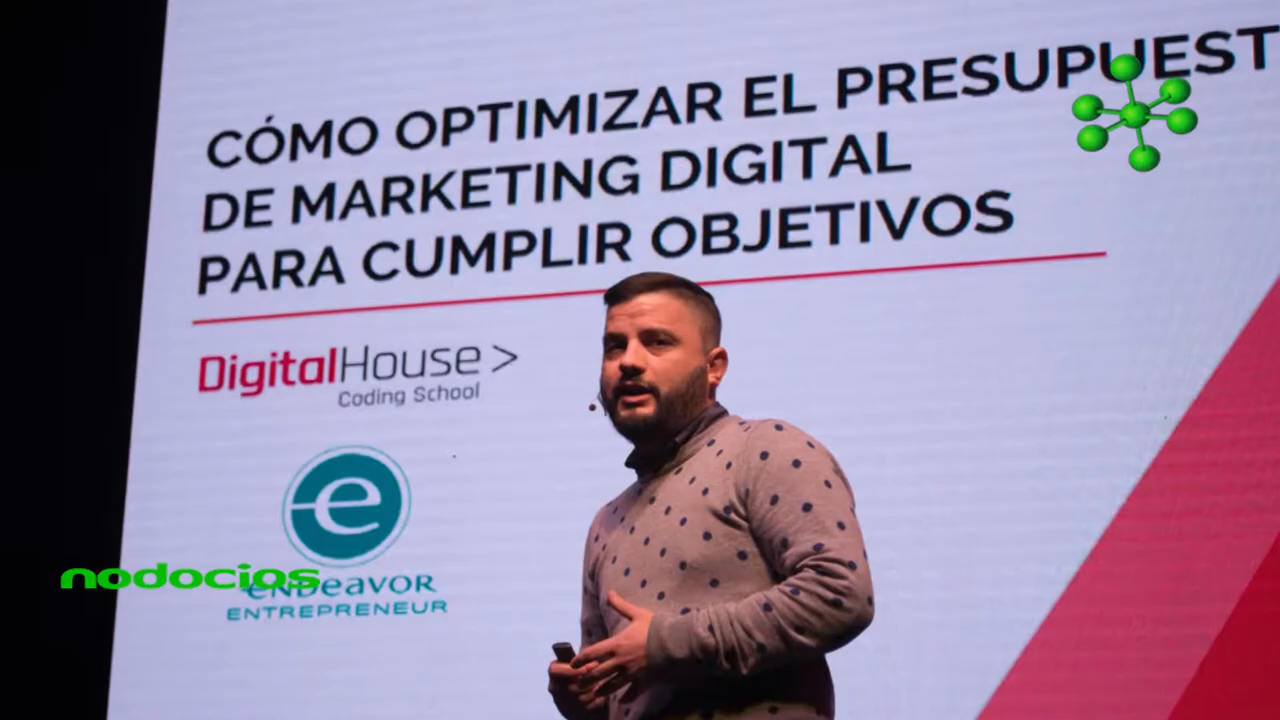 CÓMO OPTIMIZAR EL PRESUPUEST
DE MARKETING DIGITAL
PARA CUMPLIR OBJETIVOS
DigitalHouse >
Coding School
e
nodocios
eNDeavOR
ENTREPRENEUR